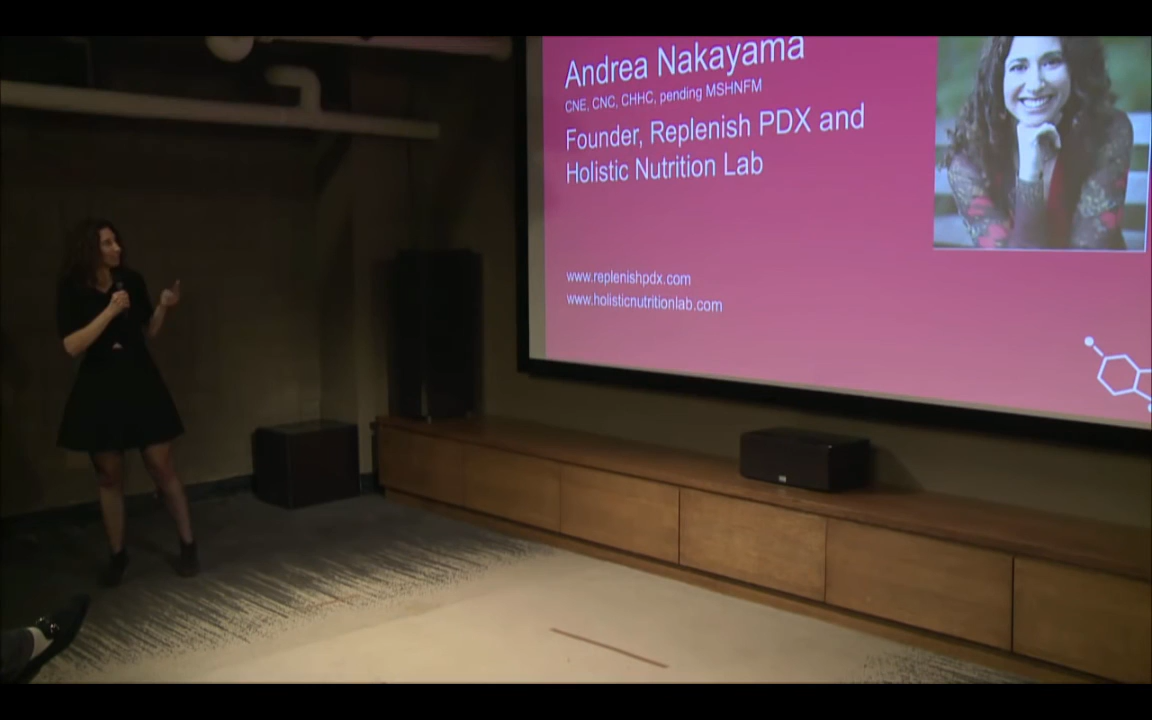 Andrea Nakayama
CNE, CNC, CHHC, pending MSHNFM
Founder, Replenish PDX and
Holistic Nutrition Lab
www.replenishpdx.com
www.holisticnutritionlab.com